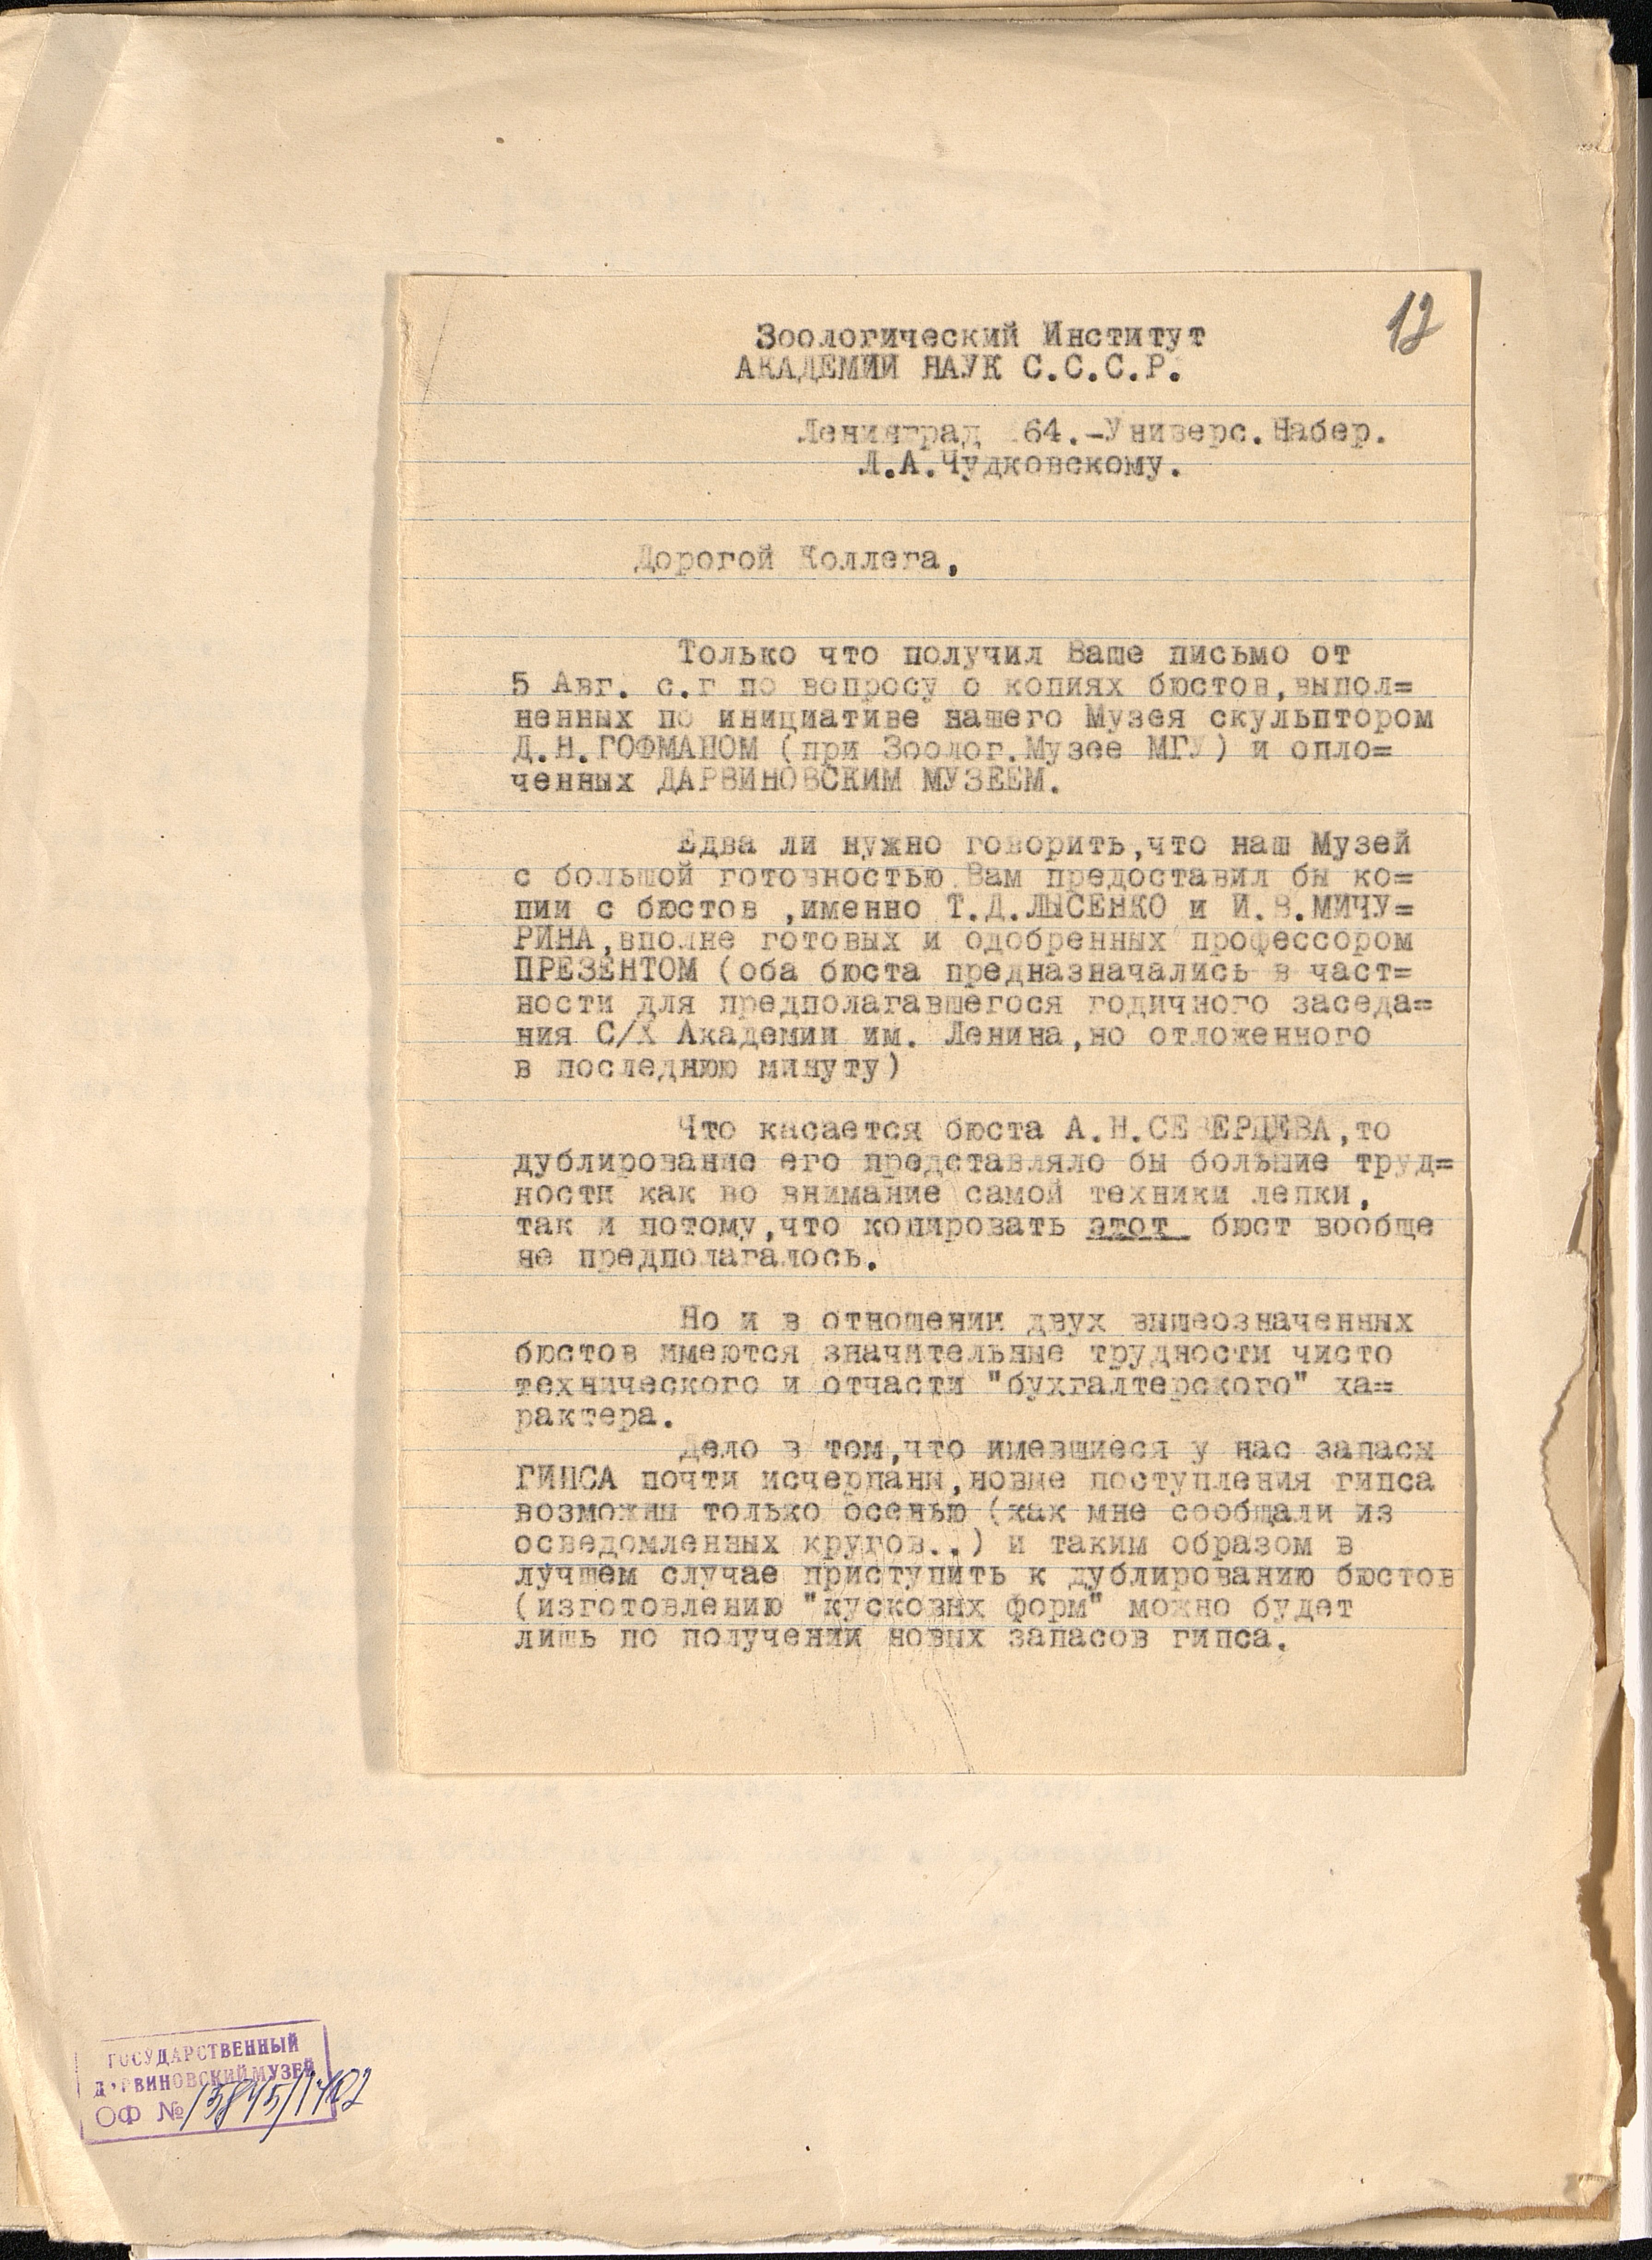 12
Зоологический Институт
АКАДЕМИИ НАУК С.С.С.Р.
Ленинград 164.-Универс.Набер.
Л.А.Чудковскому.
Дорогой Коллега,
Только что получил Ваше письмо от
5 Авг. с.г по вопросу о копиях бюстов,выпол=
ненных по инициативе нашего Музея скульптором
Д.Н.ГОФМАНОМ (при Зоолог.Музее МГУ) и опло=
ченных ДАРВИНОВСКИМ МУЗЕЕМ.
Едва ли нужно говорить,что наш Музей
с большой готовностью Вам предоставил бы ко=
пии с бюстов ,именно Т.Д.ЛЫСЕНКО и И.В.МИЧУ=
РИНА,вполне готовых и одобренных профессором
ПРЕЗЕНТОМ (оба бюста предназначались в част=
ности для предполагавшегося годичного заседа=
ния С/Х Академии им. Ленина,но отложенного
в последнюю минуту)
Что касается бюста А.Н.СЕВЕРЦЕВА,то
дублирование его представляло бы большие труд=
ности как во внимание самой техники лепки,
так и потому,что копировать этот бюст вообще
не предполагалось.
Но и в отношении двух вышеозначенных
бюстов имеются значительные трудности чисто
технического и отчасти "бухгалтерского" ха=
рактера.
Дело в том,что имевшиеся у нас запасы
ГИПСА почти исчерпаны,новые поступления гипса
возможны только осенью (как мне сообщали из
осведомленных кругов..) и таким образом в
лучшем случае приступить к дублированию бюстов
(изготовлению "кусковых форм" можно будет
лишь по получении новых запасов гипса.
ГОСУДАРСТВЕННЫЙ
ДАРВИНОВСКИЙ МУЗЕЙ
ОФ № 15845/1402